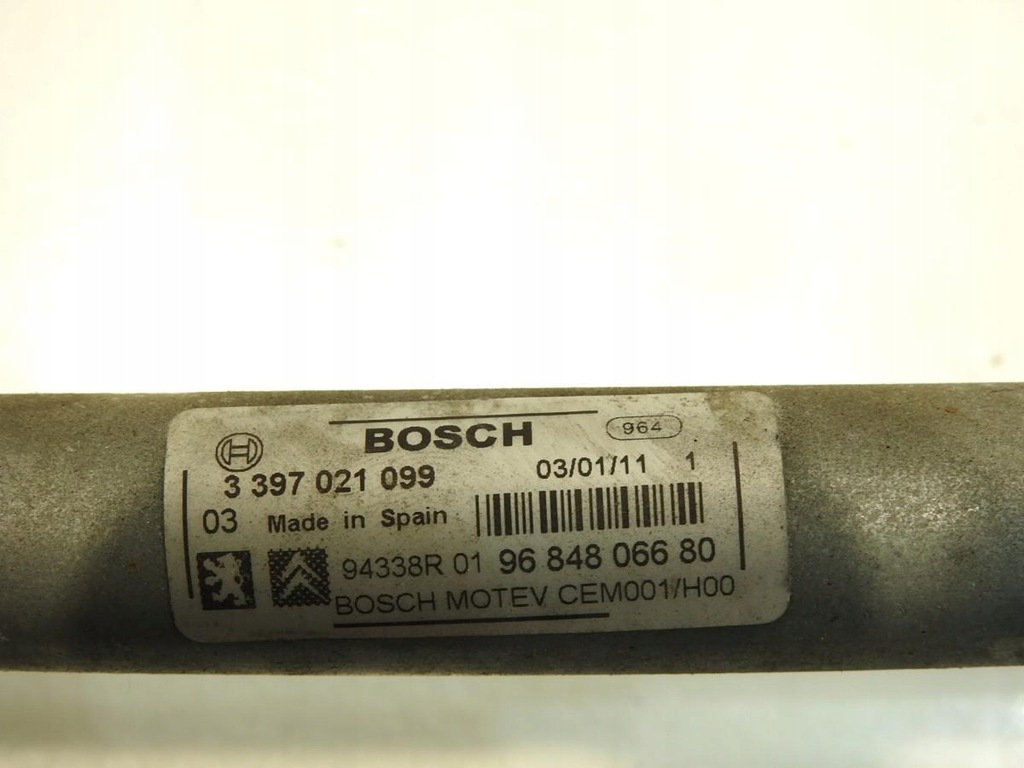 BOSCH 964
3 397 021 099 03/01/11 1
03 Made in Spain
94338R 01 96 848 066 80
BOSCH MOTEV CEM001/H00